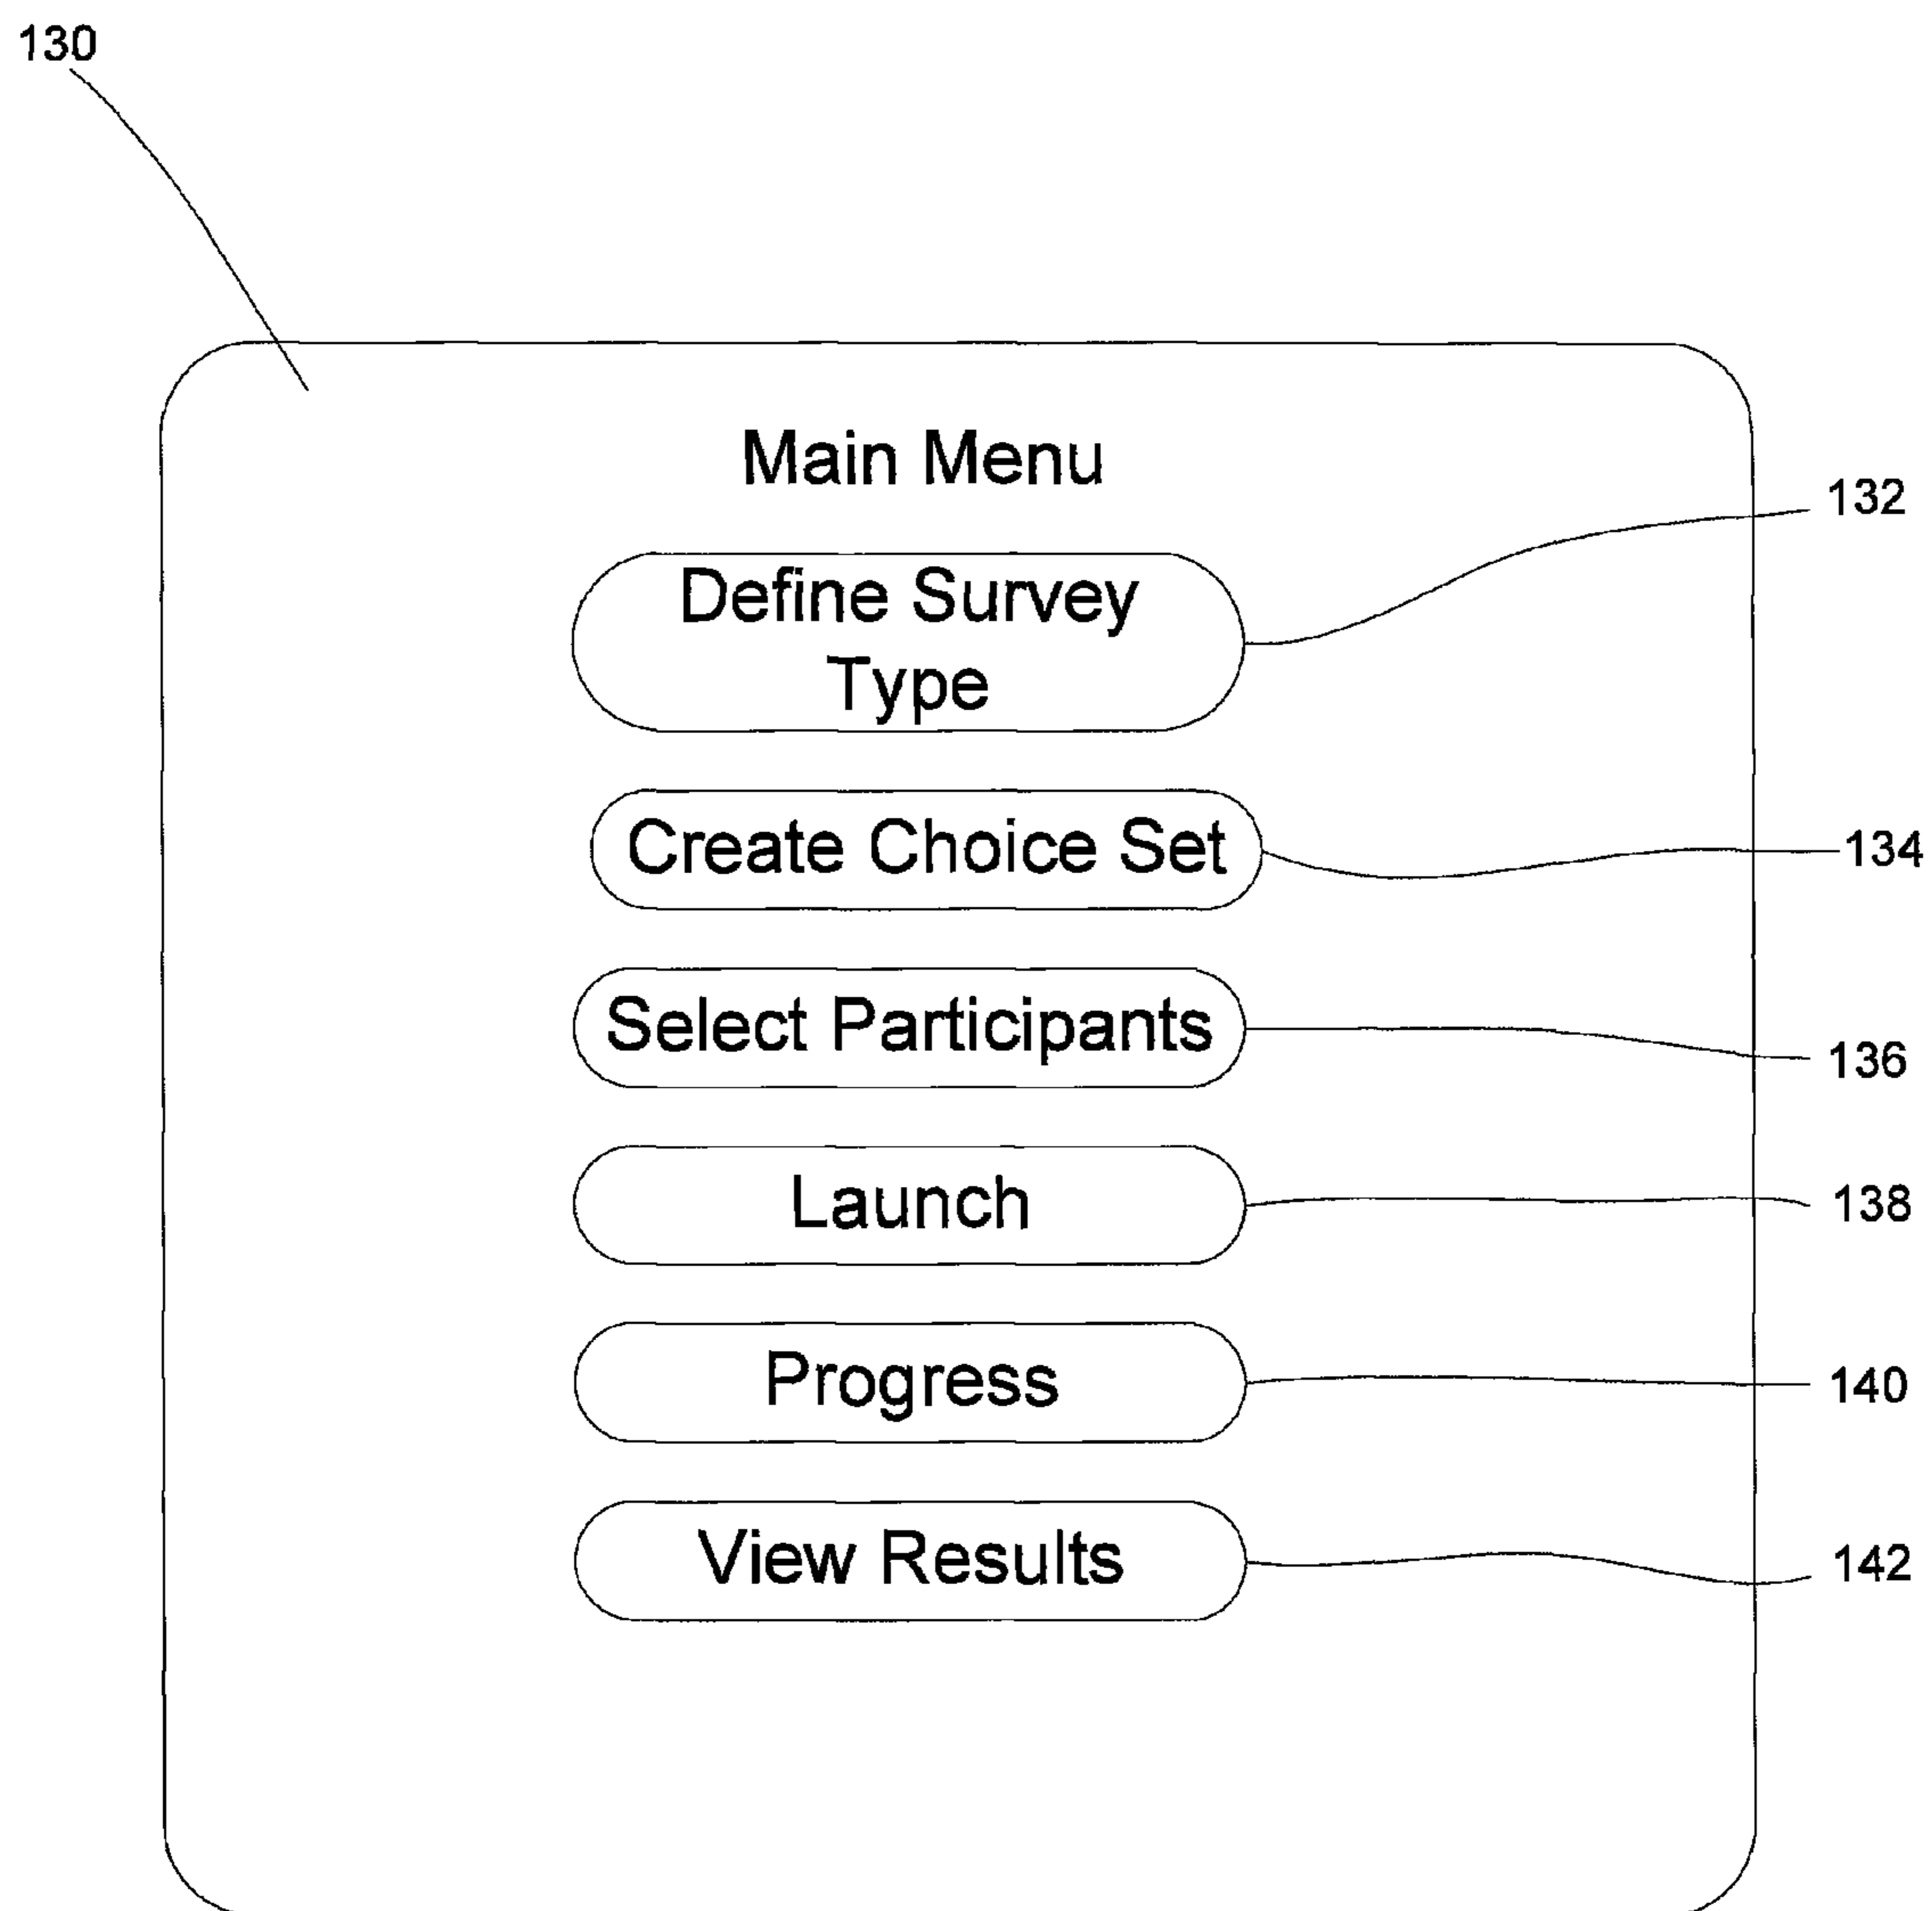 130
Main Menu
132
Define Survey
Type
Create Choice Set
134
Select Participants
136
Launch
138
Progress
140
View Results
142